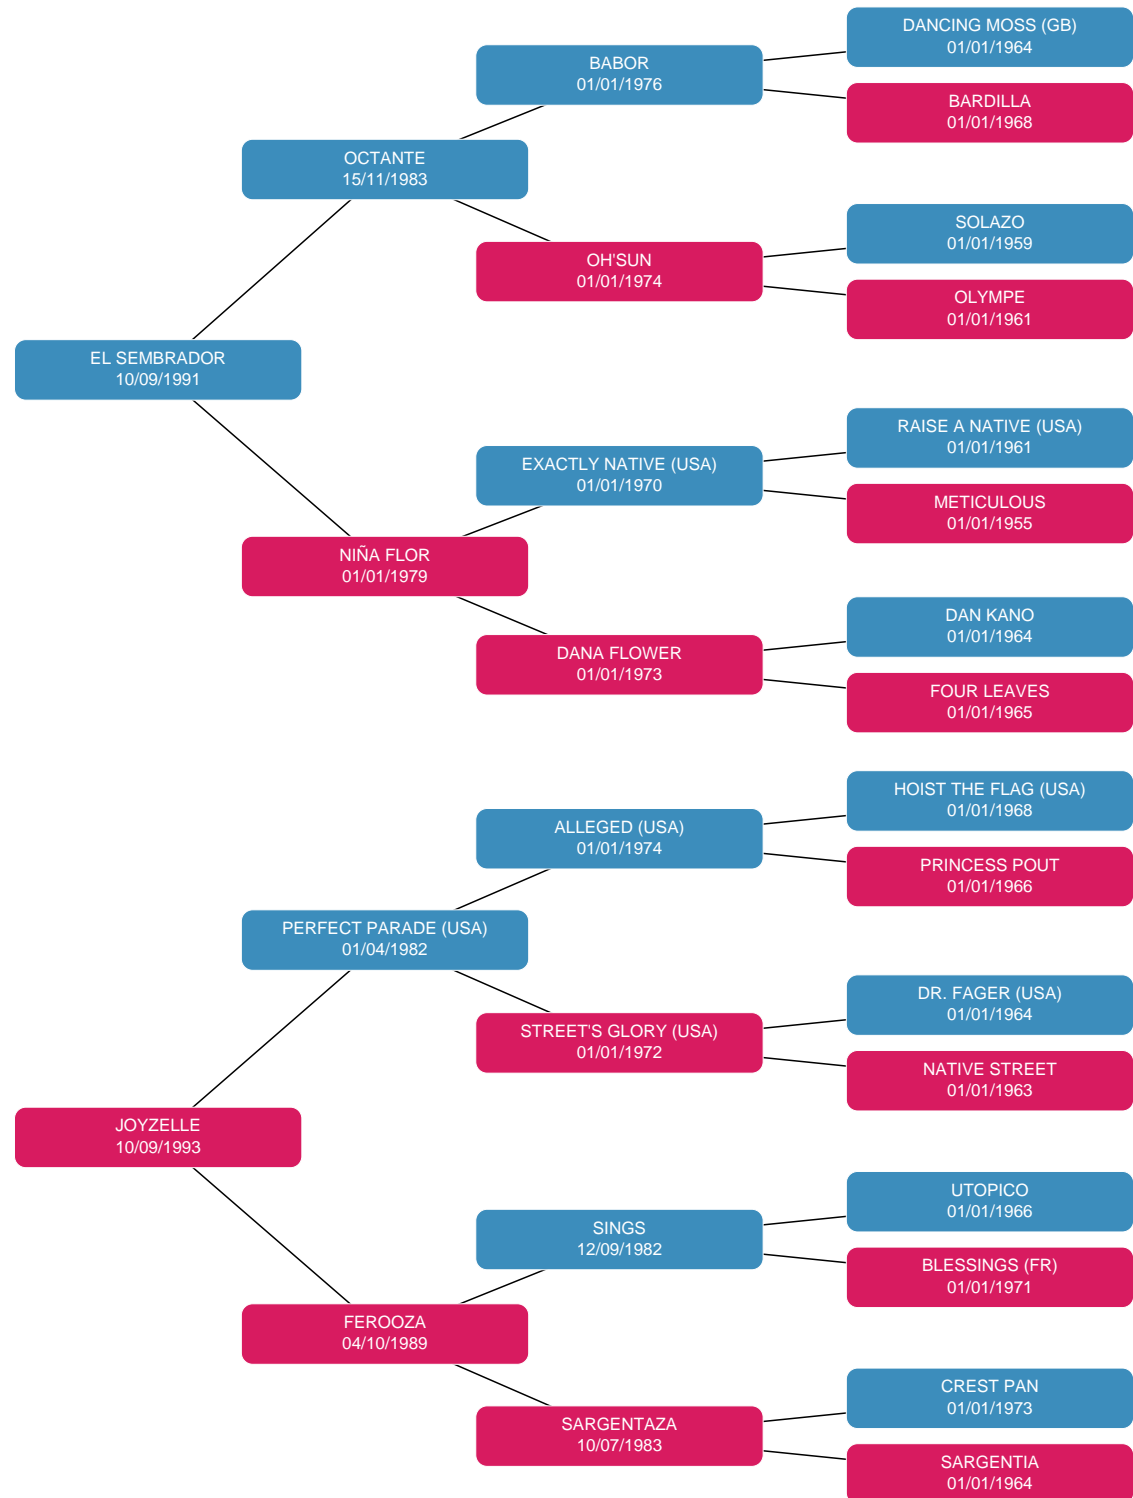 DANCING MOSS (GB)
01/01/1964
BABOR
01/01/1976
BARDILLA
01/01/1968
OCTANTE
15/11/1983
SOLAZO
01/01/1959
OH'SUN
01/01/1974
OLYMPE
01/01/1961
EL SEMBRADOR
10/09/1991
RAISE A NATIVE (USA)
01/01/1961
EXACTLY NATIVE (USA)
01/01/1970
METICULOUS
01/01/1955
NIÑA FLOR
01/01/1979
DAN KANO
01/01/1964
DANA FLOWER
01/01/1973
FOUR LEAVES
01/01/1965
HOIST THE FLAG (USA)
01/01/1968
ALLEGED (USA)
01/01/1974
PRINCESS POUT
01/01/1966
PERFECT PARADE (USA)
01/04/1982
DR. FAGER (USA)
01/01/1964
STREET'S GLORY (USA)
01/01/1972
NATIVE STREET
01/01/1963
JOYZELLE
10/09/1993
UTOPICO
01/01/1966
SINGS
12/09/1982
BLESSINGS (FR)
01/01/1971
FEROOZA
04/10/1989
CREST PAN
01/01/1973
SARGENTAZA
10/07/1983
SARGENTIA
01/01/1964